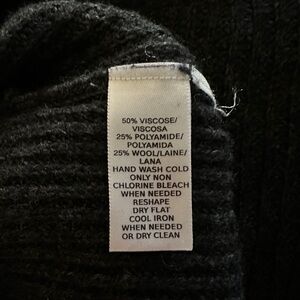 50% VISCOSE/
VISCOSA
25% POLYAMIDE/
POLYAMIDA
25% WOOL/LAINE/
LANA
HAND WASH COLD
ONLY NON
CHLORINE BLEACH
WHEN NEEDED
RESHAPE
DRY FLAT
COOL IRON
WHEN NEEDED
OR DRY CLEAN